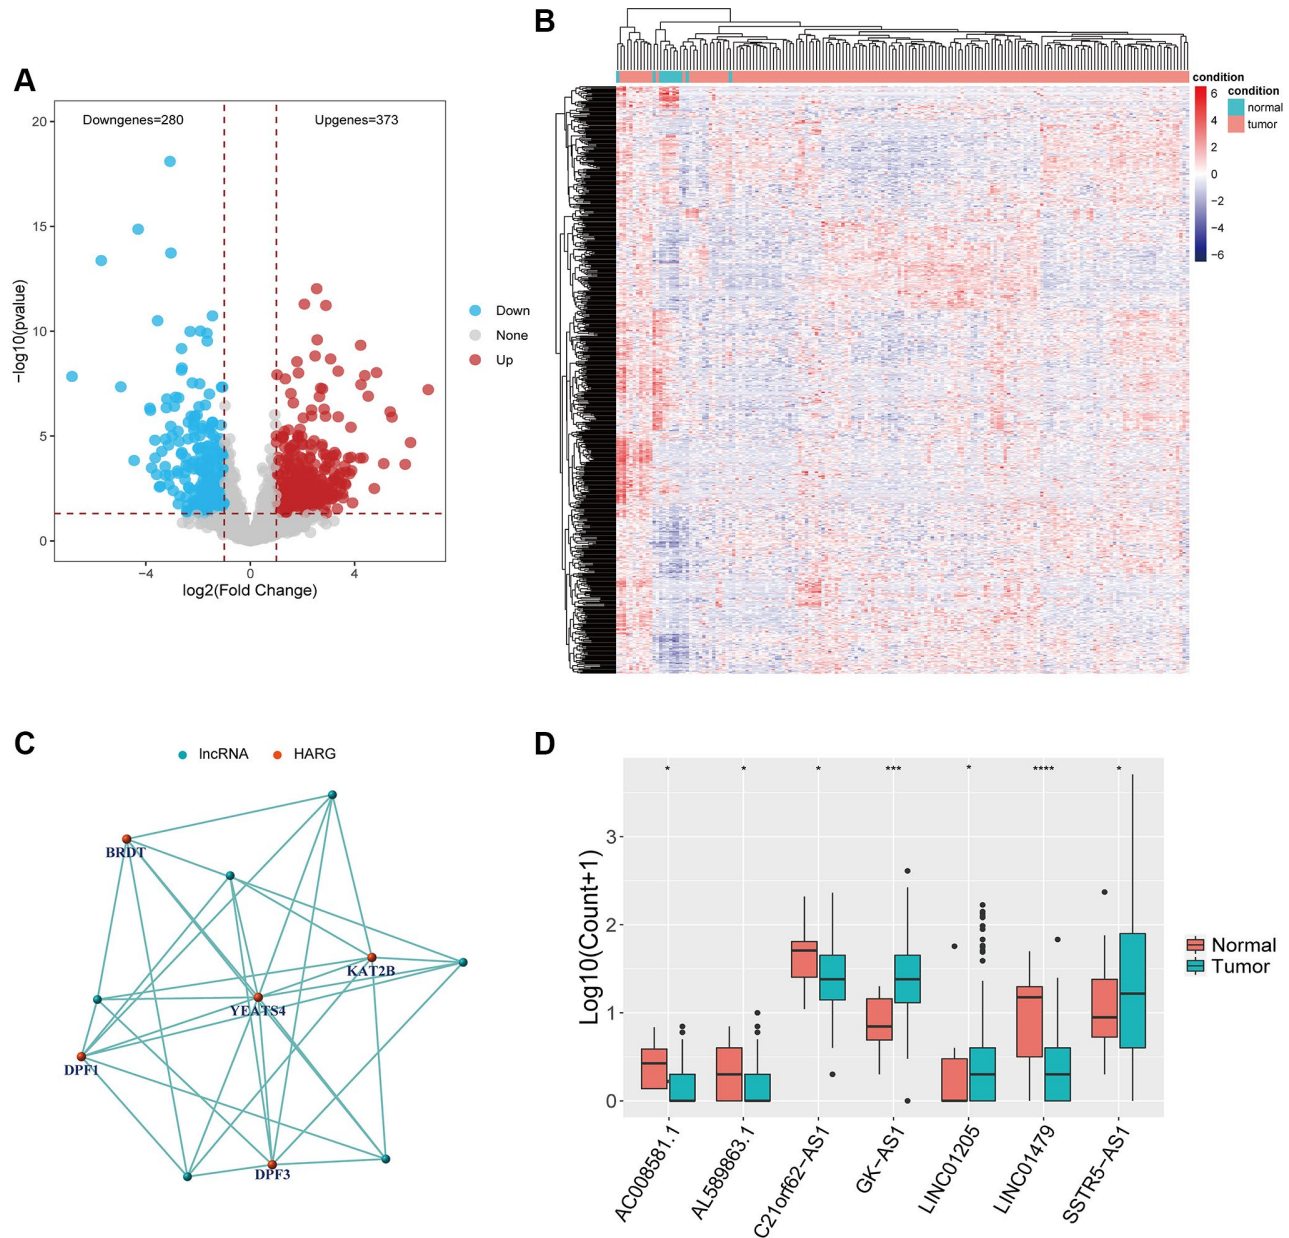 A
Downgenes=280
Upgenes=373
20
15
10
5
0
−log10(pvalue)
−4
0
4
log2(Fold Change)
Down
None
Up
B
condition
6
4
2
0
−2
−4
−6
condition
normal
tumor
C
lncRNA
HARG
BRDT
KAT2B
YEATS4
DPF1
DPF3
D
* * * *** * **** *
3
2
1
0
Log10(Count+1)
AC008581.1
AL589863.1
C21orf62−AS1
GK−AS1
LINC01205
LINC01479
SSTR5−AS1
Normal
Tumor